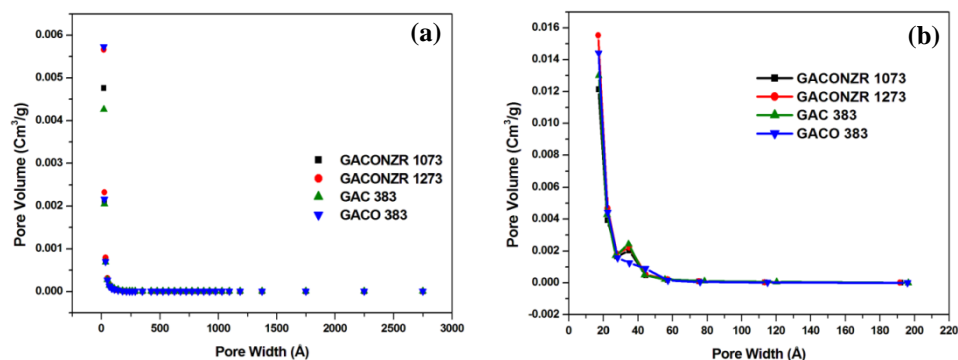 (a)
Pore Volume (Cm³/g)
0.006
0.005
0.004
0.003
0.002
0.001
0.000
GACONZR 1073
GACONZR 1273
GAC 383
GACO 383
0 500 1000 1500 2000 2500 3000
Pore Width (Å)
(b)
Pore Volume (Cm³/g)
0.016
0.014
0.012
0.010
0.008
0.006
0.004
0.002
0.000
-0.002
GACONZR 1073
GACONZR 1273
GAC 383
GACO 383
0 20 40 60 80 100 120 140 160 180 200 220
Pore Width (Å)